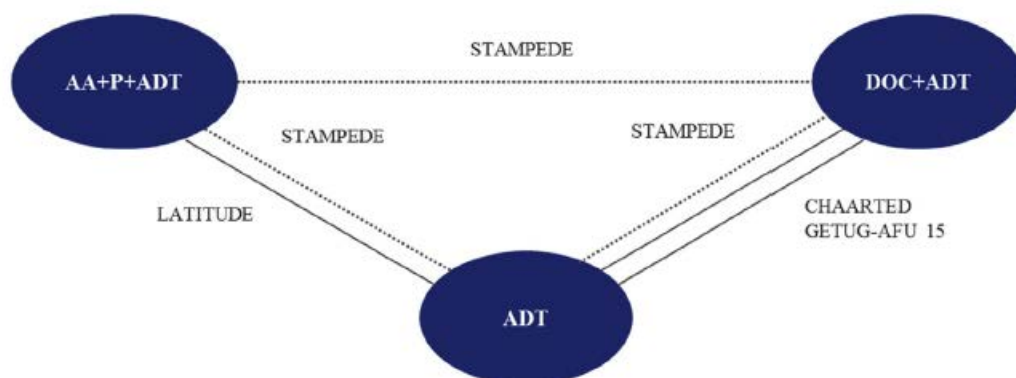 STAMPEDE
AA+P+ADT
DOC+ADT
STAMPEDE
STAMPEDE
LATITUDE
CHAARTED
GETUG-AFU 15
ADT